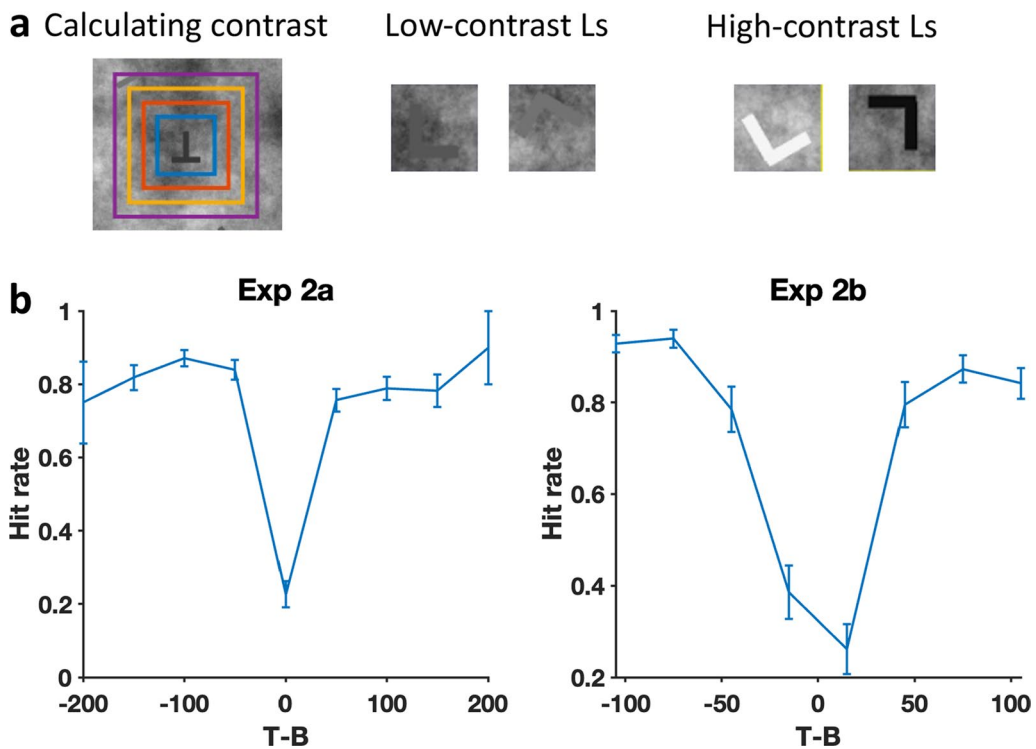 a Calculating contrast
Low-contrast Ls
High-contrast Ls
b
Exp 2a
Hit rate
1
0.8
0.6
0.4
0.2
0
-200 -100 0 100 200
T-B
Exp 2b
Hit rate
1
0.8
0.6
0.4
0.2
-100 -50 0 50 100
T-B